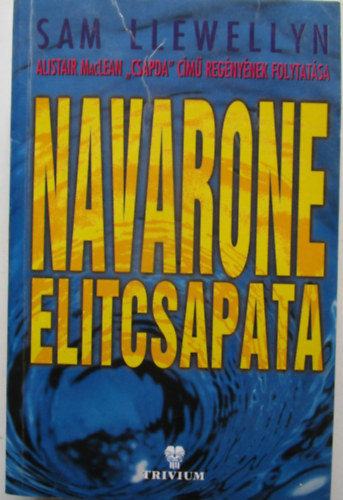 SAM LLEWELLYN
ALISTAIR MacLEAN „CSAPDA" CÍMŰ REGÉNYÉNEK FOLYTATÁSA
NAVARONE
ELITCSAPATA
TRIVIUM